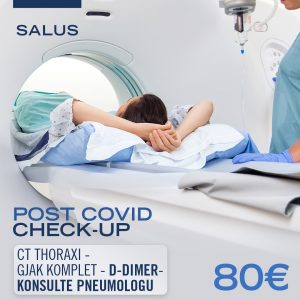 SALUS
POST COVID
CHECK-UP
CT THORAXI -
GJAK KOMPLET - D-DIMER-
KONSULTE PNEUMOLOGU
80€